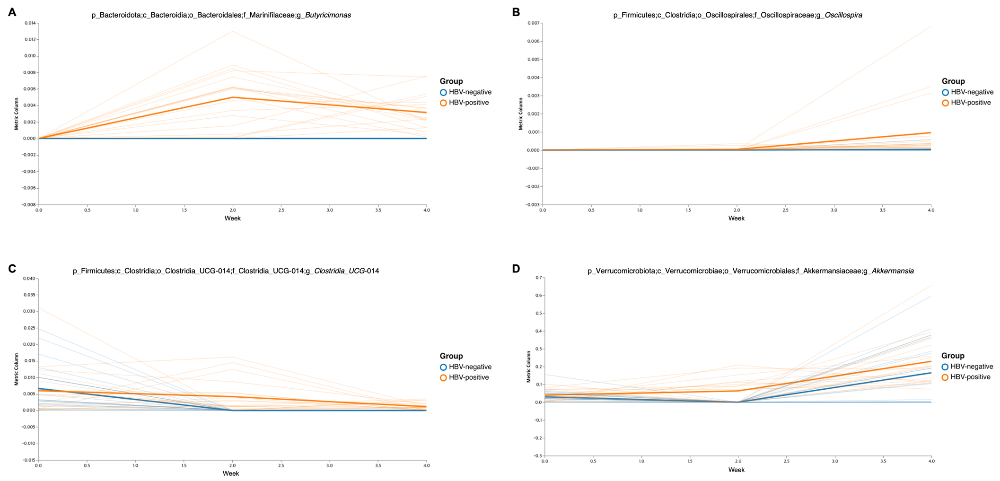 A
p_Bacteroidota;c_Bacteroidia;o_Bacteroidales;f_Marinifilaceae;g_Butyricimonas
0.014
0.012
0.010
0.008
0.006
0.004
0.002
0.000
−0.002
−0.004
−0.006
−0.008
Metric Column
0.0 0.5 1.0 1.5 2.0 2.5 3.0 3.5 4.0
Week
Group
HBV-negative
HBV-positive
B
p_Firmicutes;c_Clostridia;o_Oscillospirales;f_Oscillospiraceae;g_Oscillospira
0.007
0.006
0.005
0.004
0.003
0.002
0.001
0.000
−0.001
−0.002
−0.003
Metric Column
0.0 0.5 1.0 1.5 2.0 2.5 3.0 3.5 4.0
Week
Group
HBV-negative
HBV-positive
C
p_Firmicutes;c_Clostridia;o_Clostridia_UCG-014;f_Clostridia_UCG-014;g_Clostridia_UCG-014
0.040
0.035
0.030
0.025
0.020
0.015
0.010
0.005
0.000
−0.005
−0.010
−0.015
Metric Column
0.0 0.5 1.0 1.5 2.0 2.5 3.0 3.5 4.0
Week
Group
HBV-negative
HBV-positive
D
p_Verrucomicrobiota;c_Verrucomicrobiae;o_Verrucomicrobiales;f_Akkermansiaceae;g_Akkermansia
0.7
0.6
0.5
0.4
0.3
0.2
0.1
0.0
−0.1
−0.2
−0.3
Metric Column
0.0 0.5 1.0 1.5 2.0 2.5 3.0 3.5 4.0
Week
Group
HBV-negative
HBV-positive